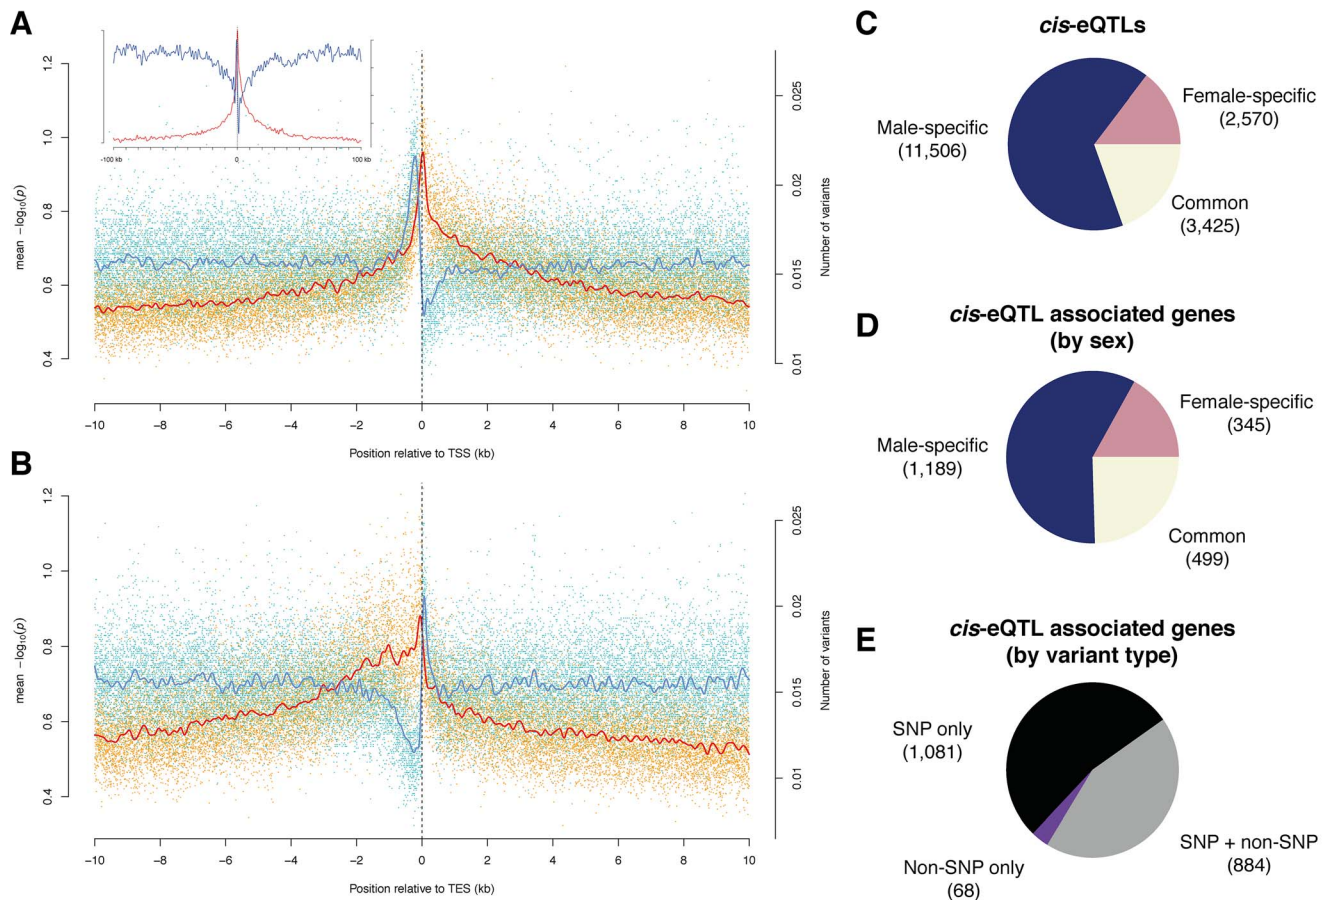 A
-100 kb
0
100 kb
1.2
1.0
0.8
0.6
0.4
mean −log10(p)
0.025
0.02
0.015
0.01
Number of variants
−10
−8
−6
−4
−2
0
2
4
6
8
10
Position relative to TSS (kb)
B
1.2
1.0
0.8
0.6
0.4
mean −log10(p)
0.025
0.02
0.015
0.01
Number of variants
−10
−8
−6
−4
−2
0
2
4
6
8
10
Position relative to TES (kb)
C
cis-eQTLs
Male-specific
(11,506)
Female-specific
(2,570)
Common
(3,425)
D
cis-eQTL associated genes
(by sex)
Male-specific
(1,189)
Female-specific
(345)
Common
(499)
E
cis-eQTL associated genes
(by variant type)
SNP only
(1,081)
Non-SNP only
(68)
SNP + non-SNP
(884)